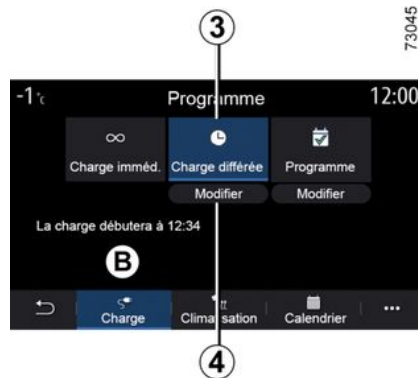 73045
3
-1°c Programme 12:00
∞
Charge imméd. Charge différée Programme
Modifier Modifier
La charge débutera à 12:34
B
Charge Climatisation Calendrier ...
4